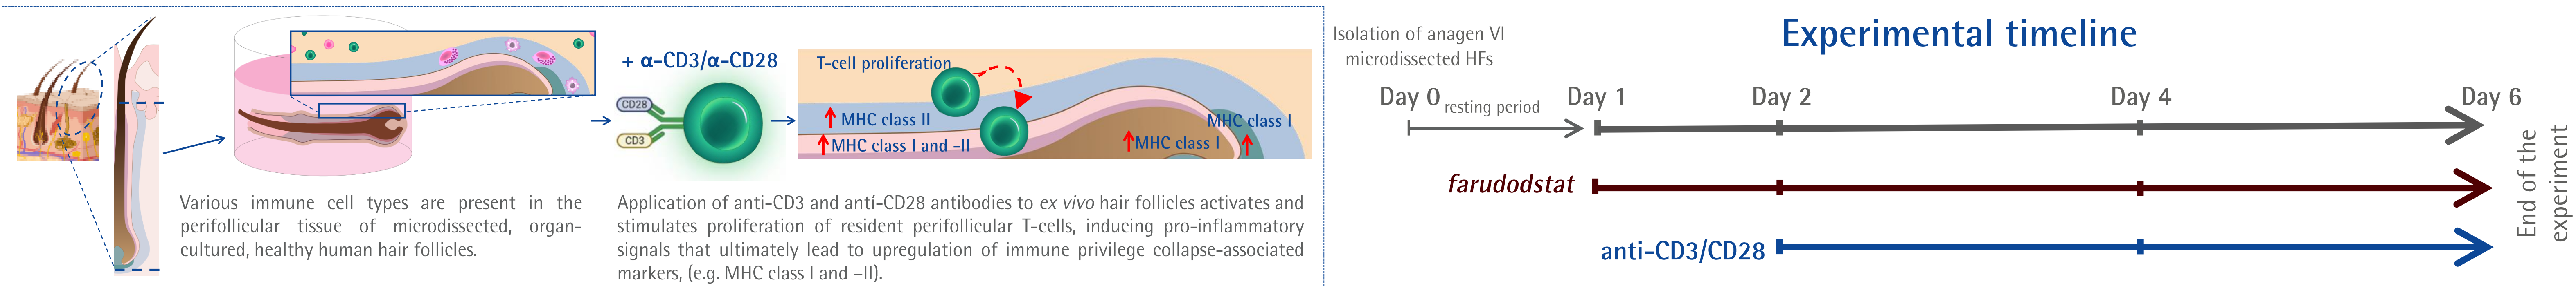 + α-CD3/α-CD28
CD28
CD3
T-cell proliferation
MHC class II
MHC class I and -II
MHC class I
MHC class I
Various immune cell types are present in the
perifollicular tissue of microdissected, organ-
cultured, healthy human hair follicles.
Application of anti-CD3 and anti-CD28 antibodies to ex vivo hair follicles activates and
stimulates proliferation of resident perifollicular T-cells, inducing pro-inflammatory
signals that ultimately lead to upregulation of immune privilege collapse-associated
markers, (e.g. MHC class I and –II).
Experimental timeline
Isolation of anagen VI
microdissected HFs
Day 0
resting period
Day 1
Day 2
Day 4
Day 6
farudodstat
anti-CD3/CD28
End of the
experiment